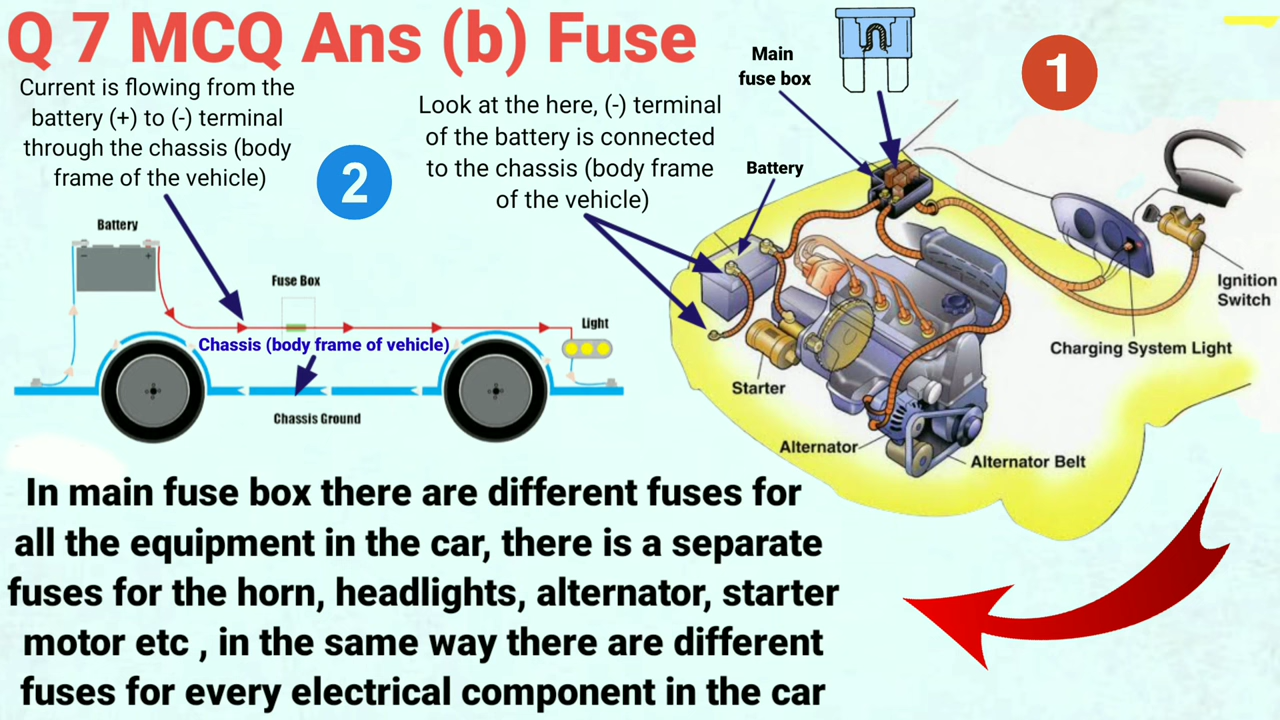 Q 7 MCQ Ans (b) Fuse
Current is flowing from the
battery (+) to (-) terminal
through the chassis (body
frame of the vehicle)
2
Look at the here, (-) terminal
of the battery is connected
to the chassis (body frame
of the vehicle)
Main
fuse box
1
Battery
Ignition
Switch
Charging System Light
Starter
Alternator
Alternator Belt
Battery
- +
Fuse Box
Light
Chassis (body frame of vehicle)
Chassis Ground
In main fuse box there are different fuses for
all the equipment in the car, there is a separate
fuses for the horn, headlights, alternator, starter
motor etc , in the same way there are different
fuses for every electrical component in the car